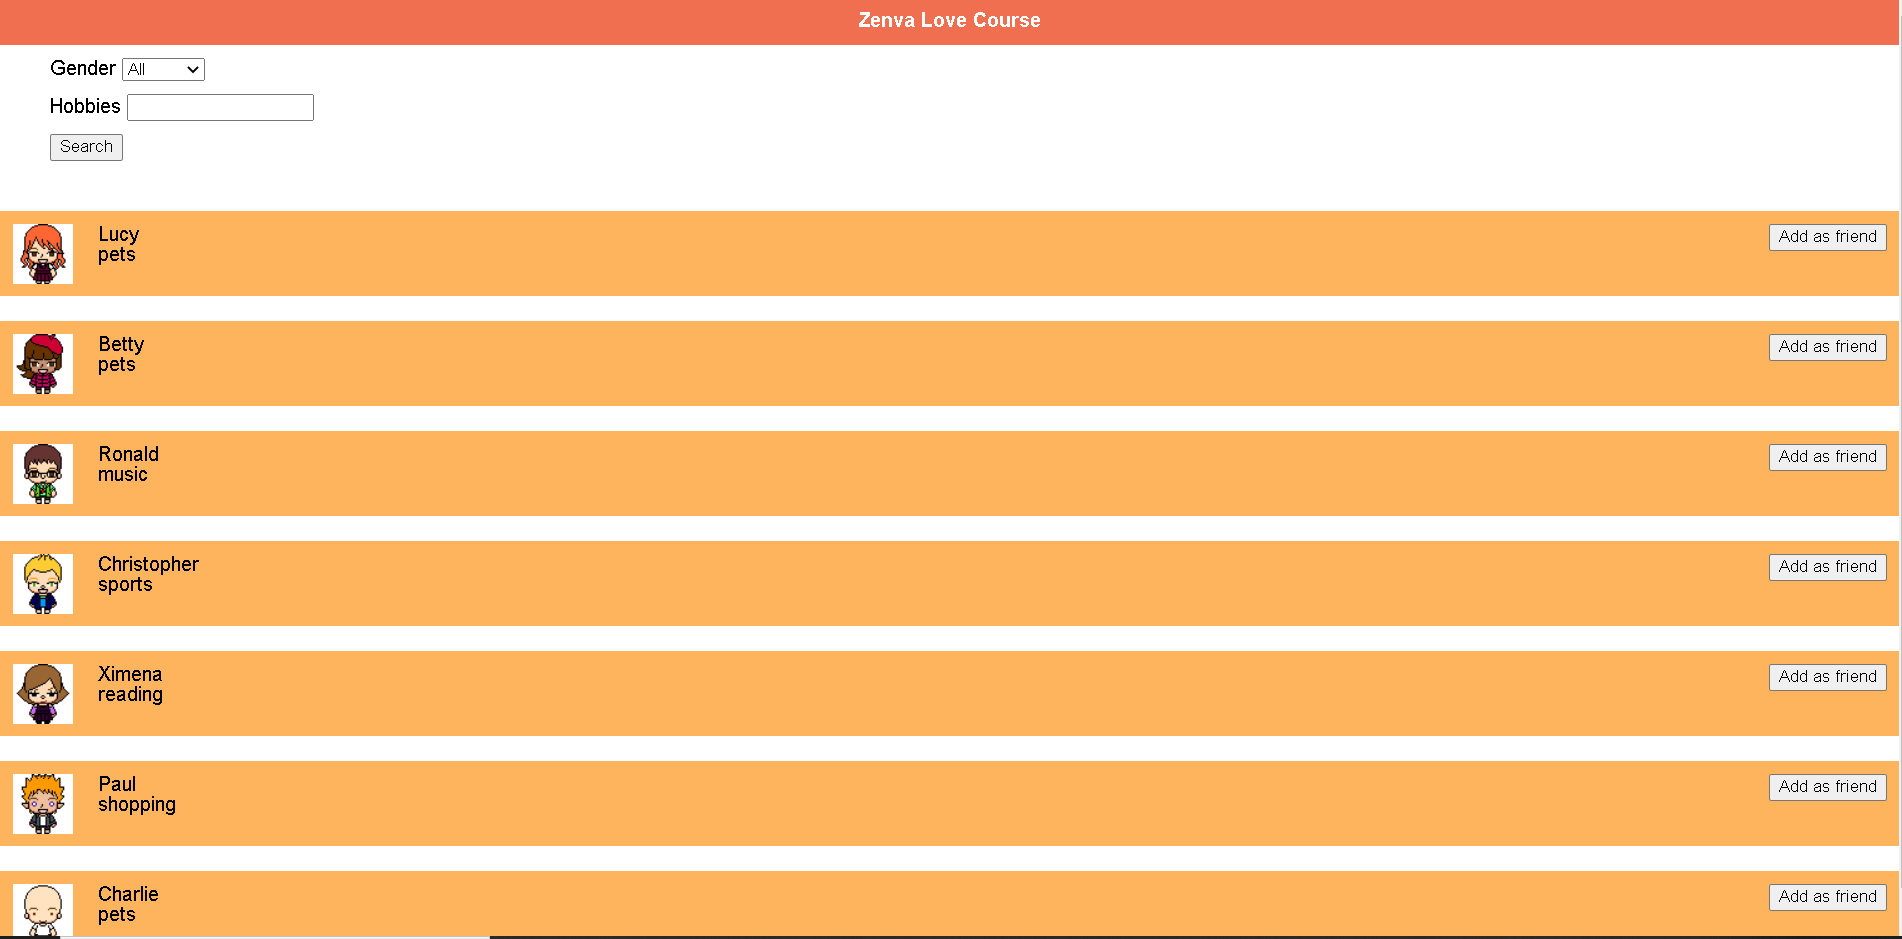 Zenva Love Course
Gender All
Hobbies
Search
Lucy
pets
Add as friend
Betty
pets
Add as friend
Ronald
music
Add as friend
Christopher
sports
Add as friend
Ximena
reading
Add as friend
Paul
shopping
Add as friend
Charlie
pets
Add as friend